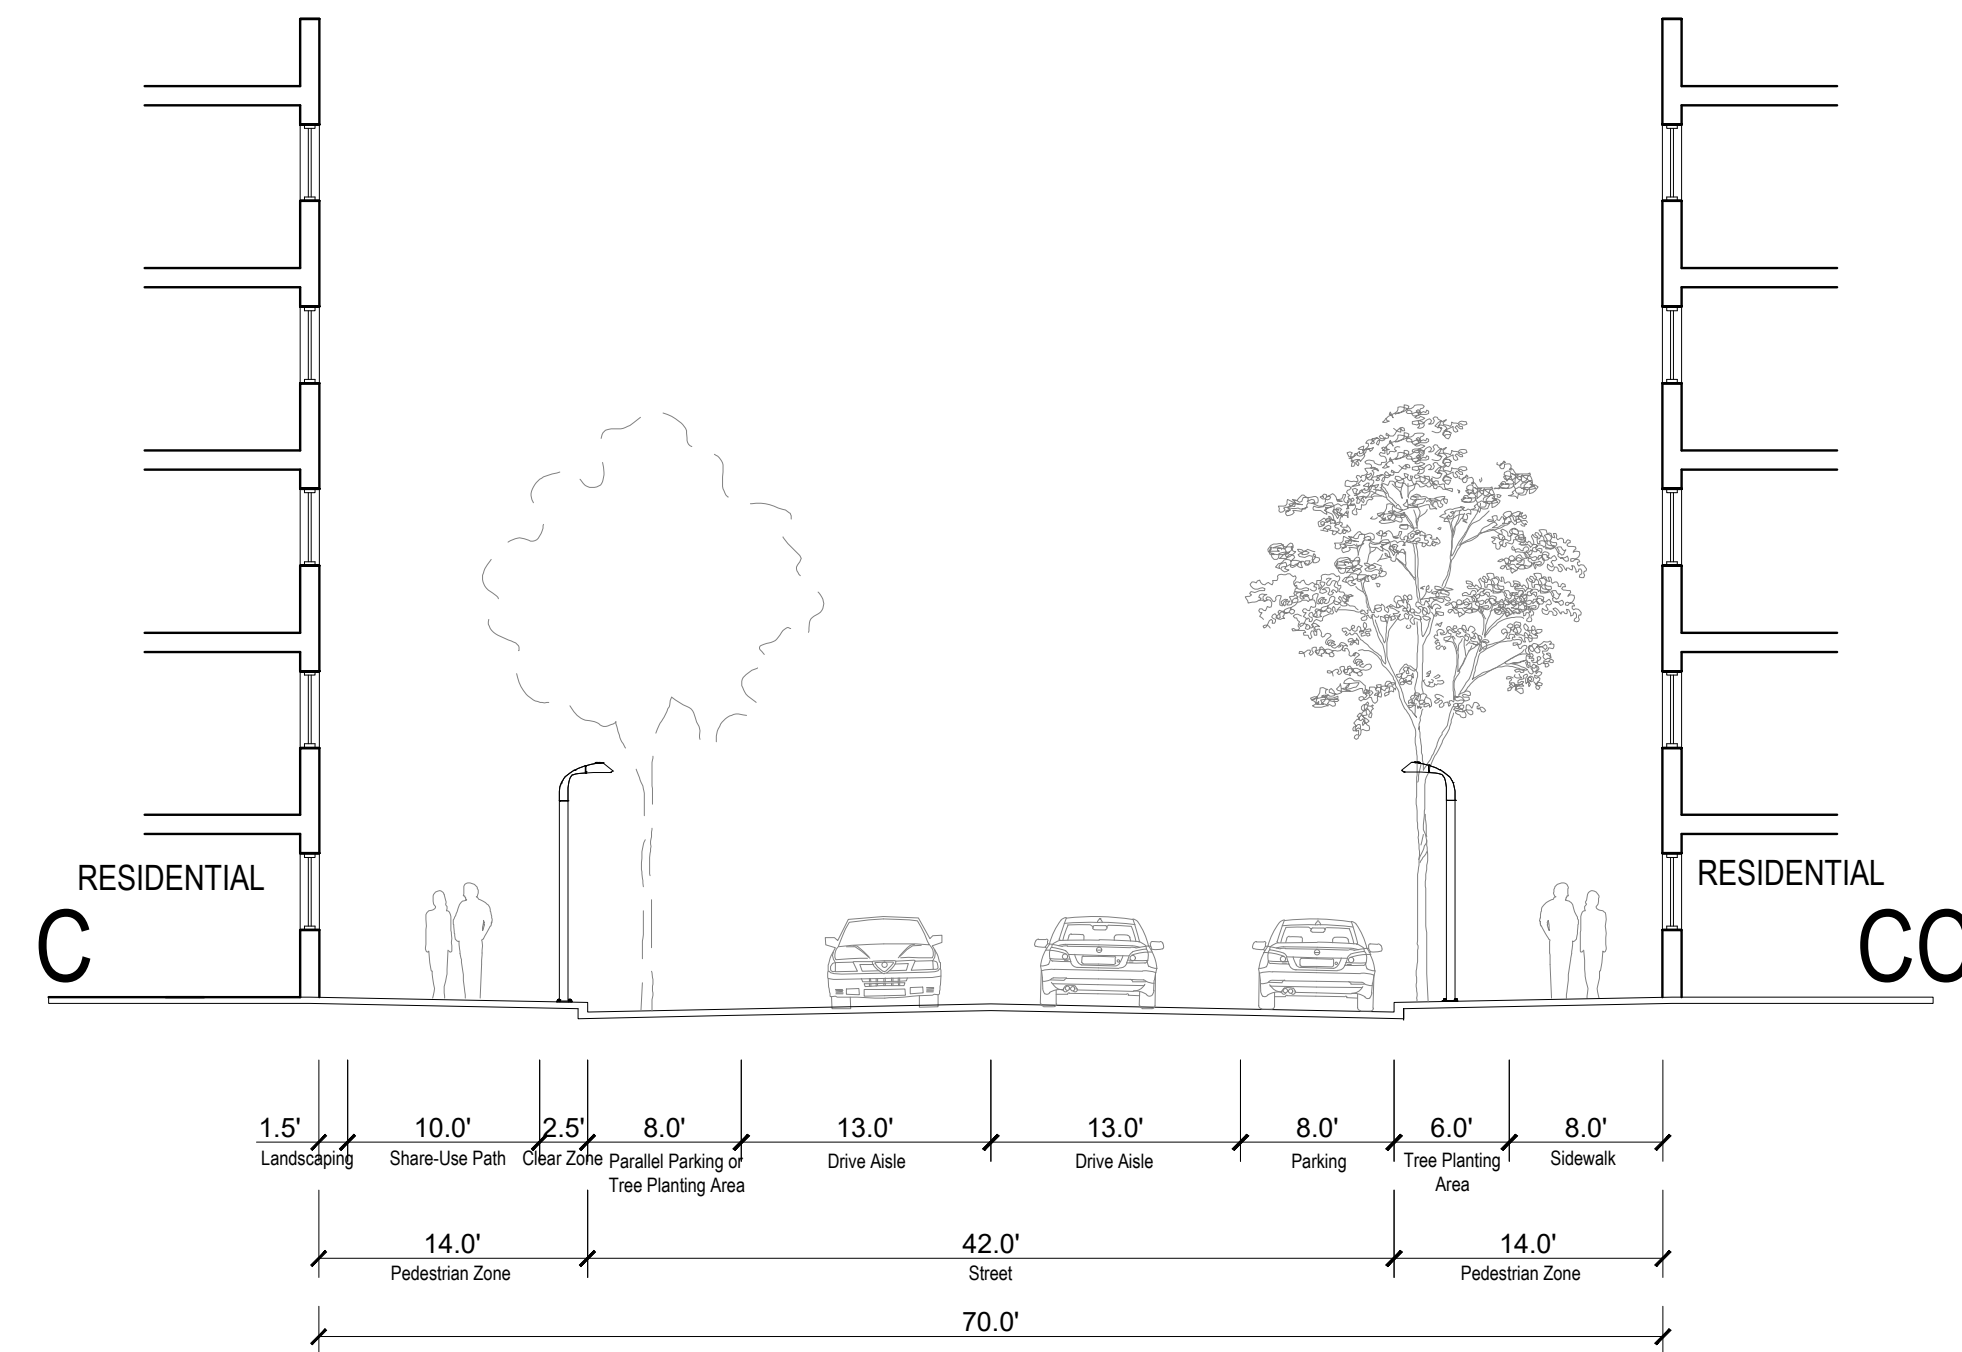 RESIDENTIAL
RESIDENTIAL
C
CO
1.5'
10.0'
2.5'
8.0'
13.0'
13.0'
8.0'
6.0'
8.0'
Landscaping
Share-Use Path
Clear Zone
Parallel Parking or
Tree Planting Area
Drive Aisle
Drive Aisle
Parking
Tree Planting
Area
Sidewalk
14.0'
42.0'
14.0'
Pedestrian Zone
Street
Pedestrian Zone
70.0'